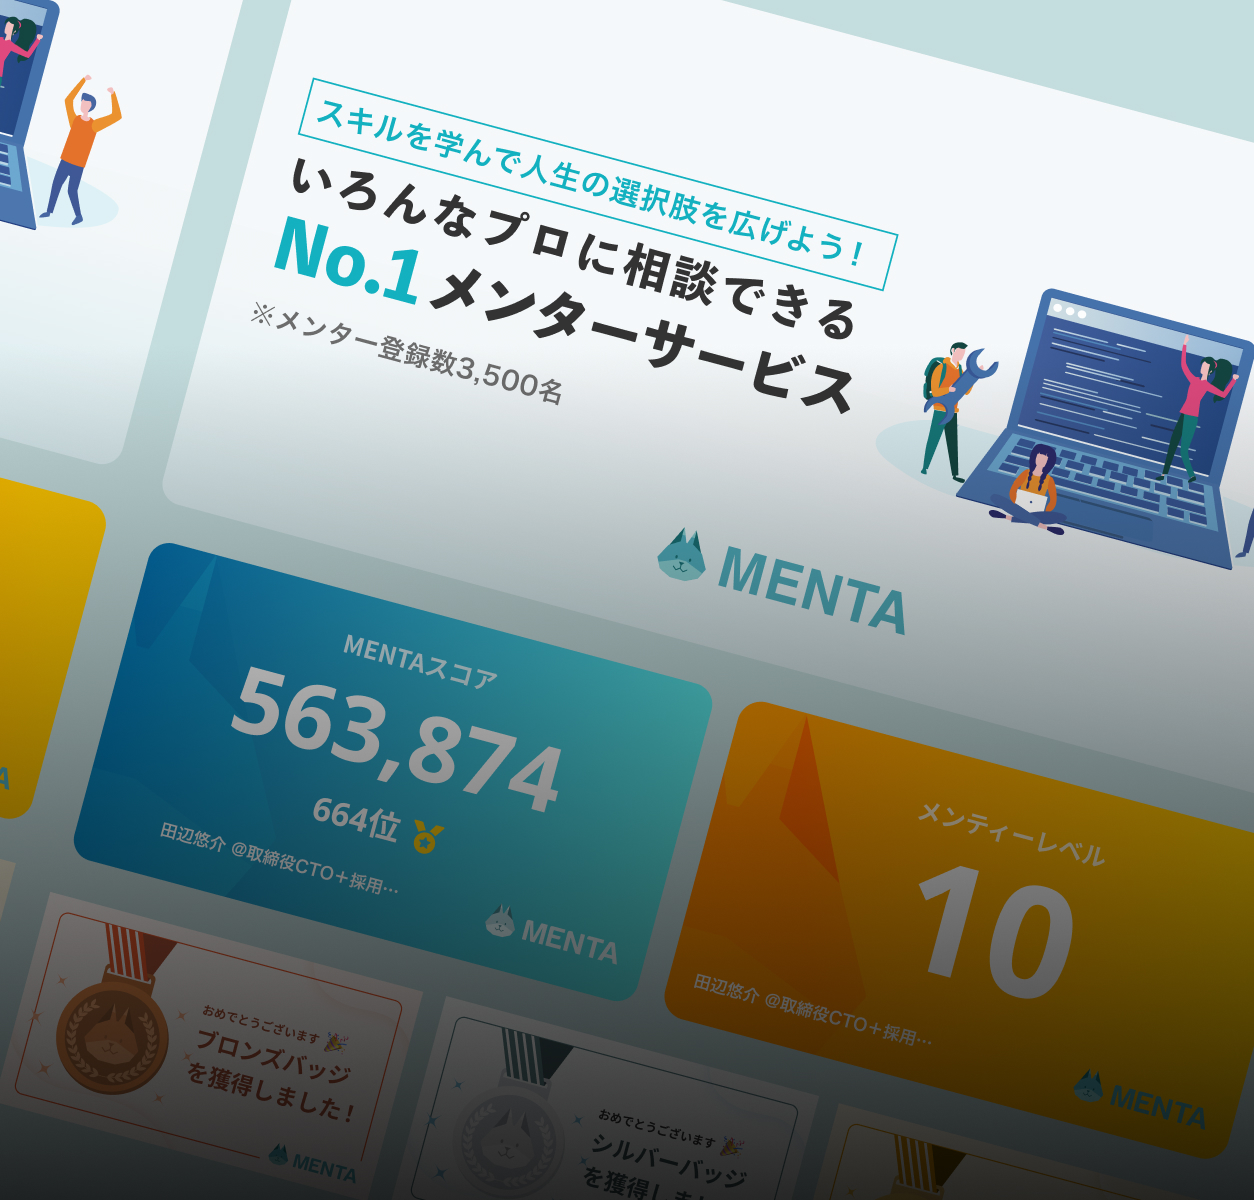 スキルを学んで人生の選択肢を広げよう！
いろんなプロに相談できる
No.1 メンターサービス
※メンター登録数3,500名
MENTA
MENTAスコア
563,874
664位
田辺悠介 @取締役CTO＋採用…
MENTA
メンティーレベル
10
田辺悠介 @取締役CTO＋採用…
MENTA
おめでとうございます
ブロンズバッジ
を獲得しました！
MENTA
おめでとうございます
シルバーバッジ
を獲得しました！